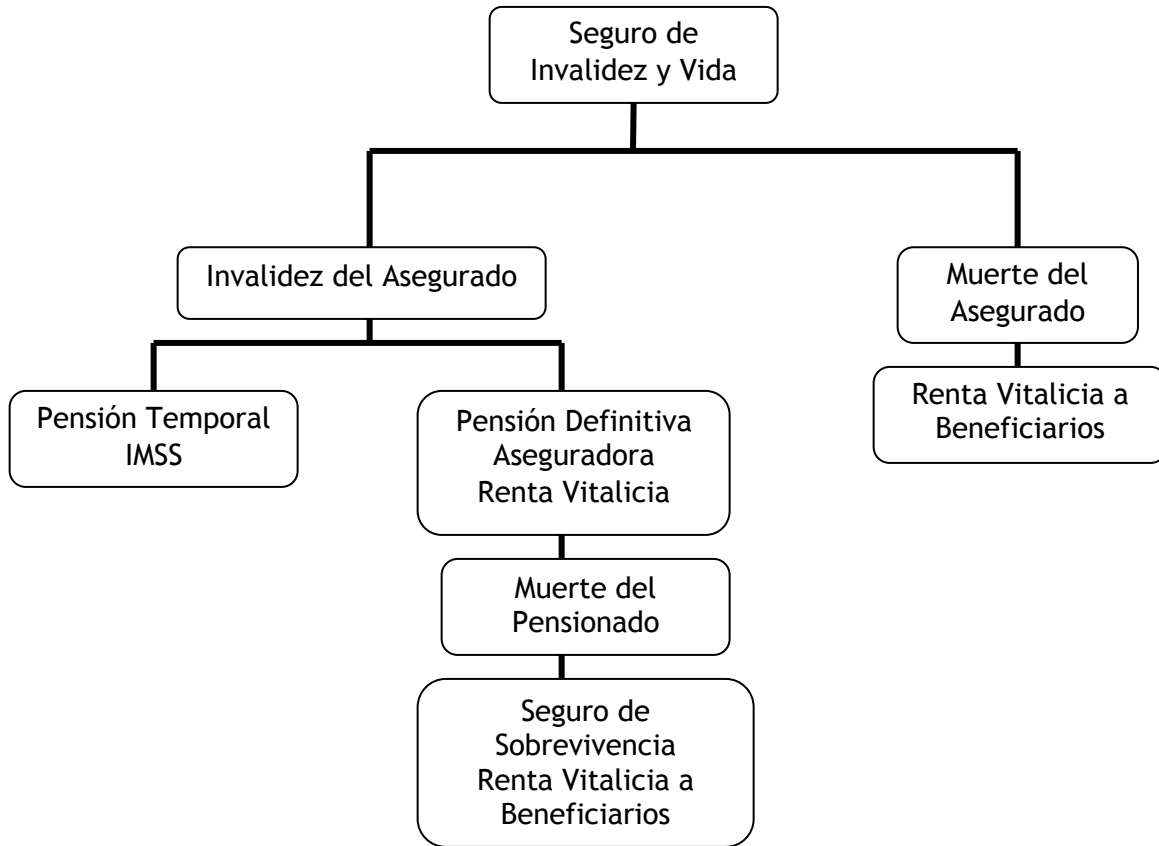 Seguro de
Invalidez y Vida
Invalidez del Asegurado
Muerte del
Asegurado
Pensión Temporal
IMSS
Pensión Definitiva
Aseguradora
Renta Vitalicia
Renta Vitalicia a
Beneficiarios
Muerte del
Pensionado
Seguro de
Sobrevivencia
Renta Vitalicia a
Beneficiarios